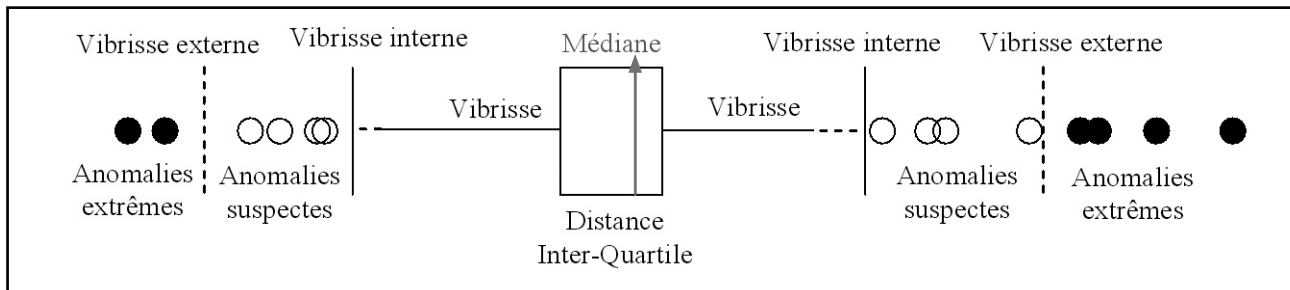 Vibrisse externe
Vibrisse interne
Médiane
Vibrisse interne
Vibrisse externe
Vibrisse
Vibrisse
Anomalies
extrêmes
Anomalies
suspectes
Distance
Inter-Quartile
Anomalies
suspectes
Anomalies
extrêmes